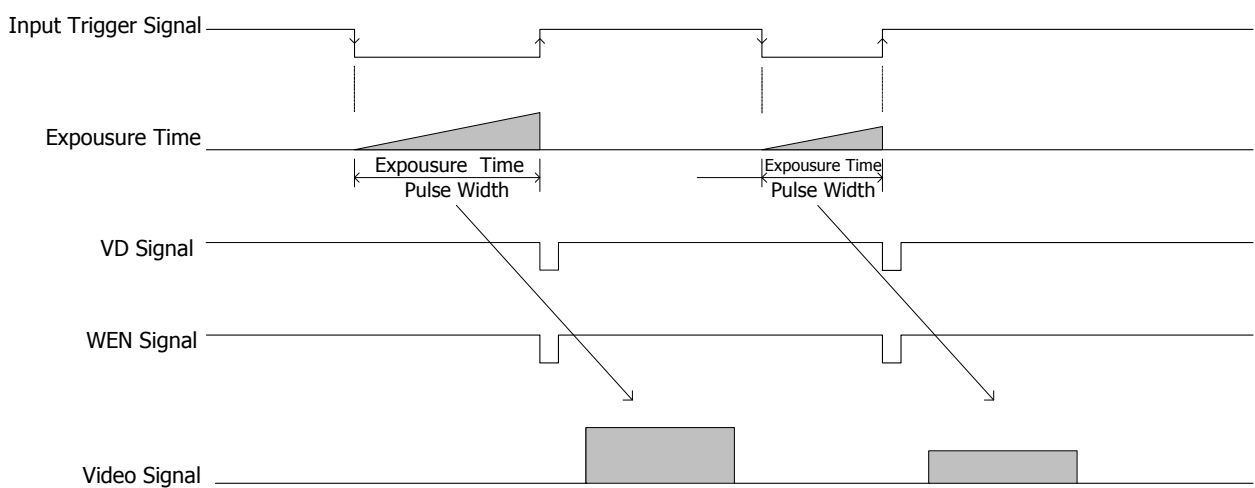 Input Trigger Signal
Expousure Time
Expousure Time
Pulse Width
Expousure Time
Pulse Width
VD Signal
WEN Signal
Video Signal